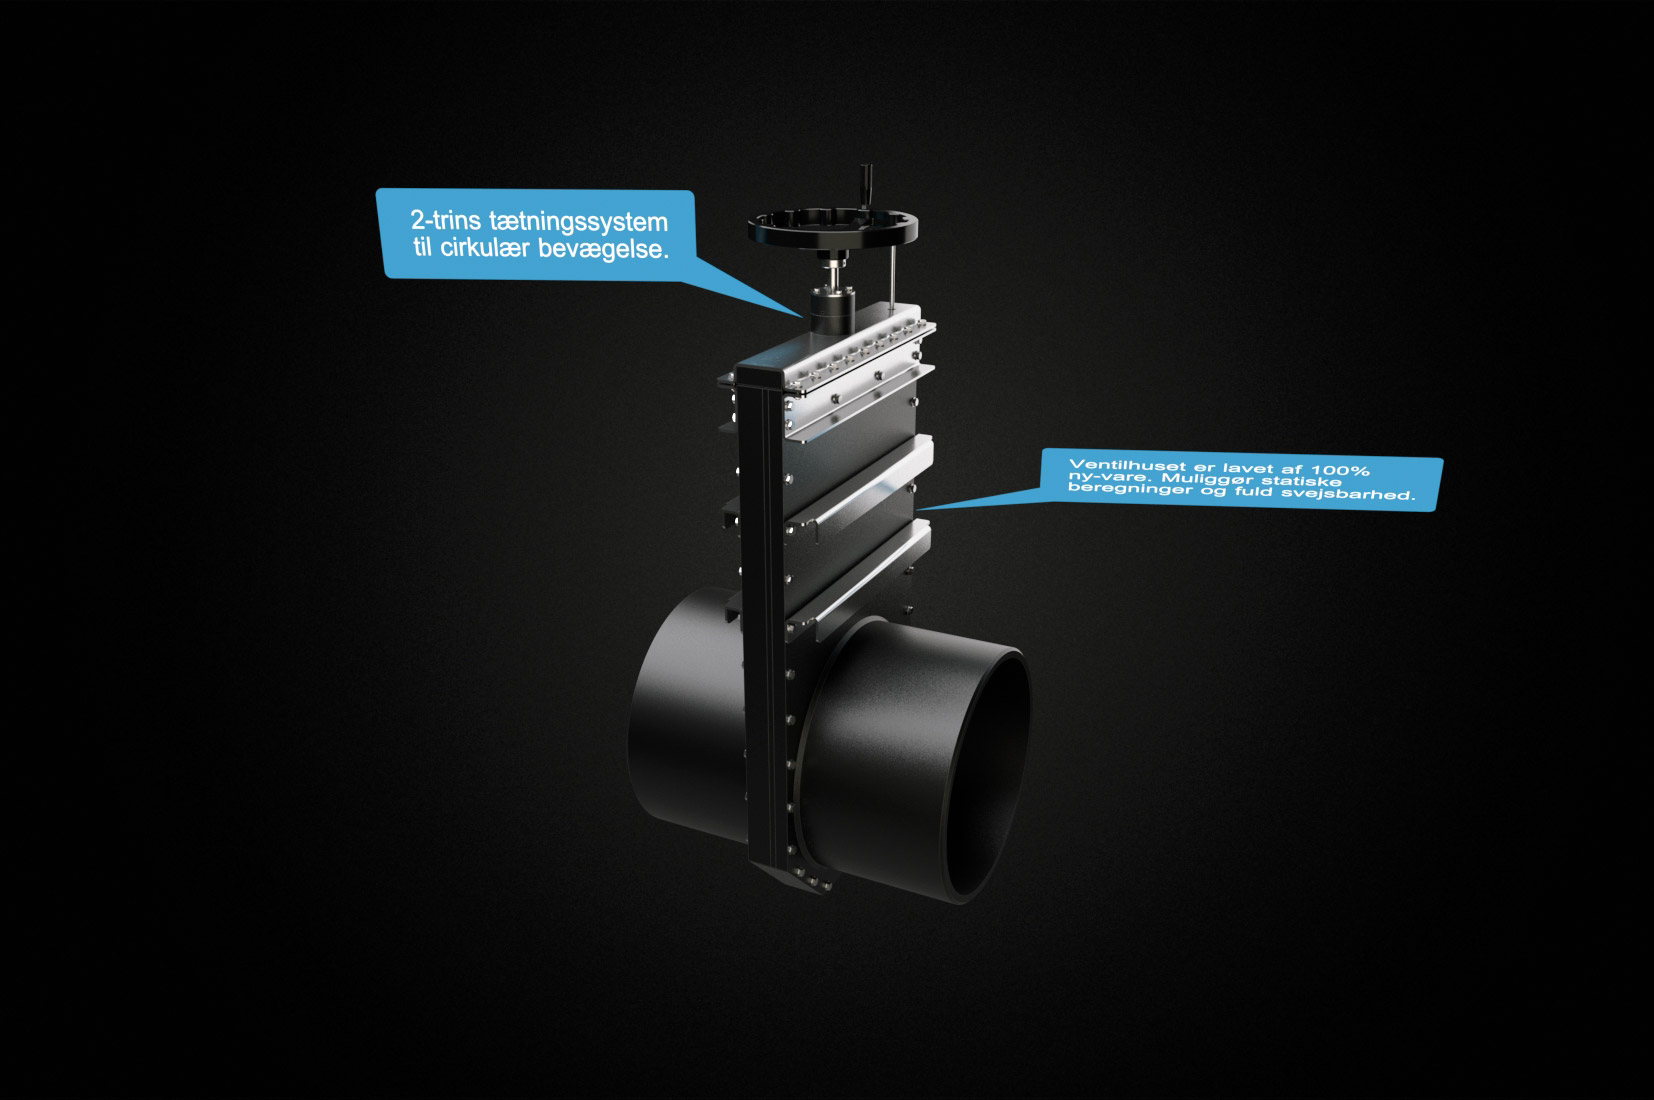 2-trins tætningssystem
til cirkulær bevægelse.
Ventilhuset er lavet af 100%
ny-vare. Muliggør statiske
beregninger og fuld svejsbarhed.